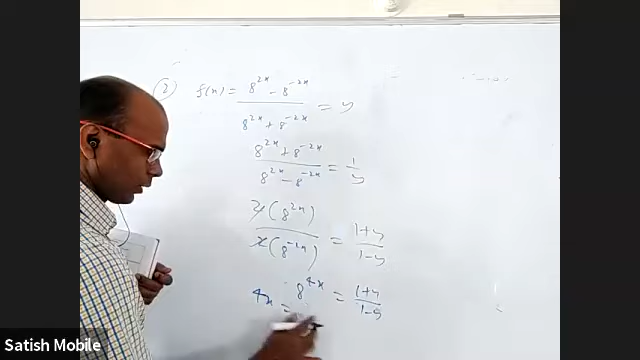 (2) f(x) = (8^{2x} - 8^{-2x}) / (8^{2x} + 8^{-2x}) = y
(8^{2x} + 8^{-2x}) / (8^{2x} - 8^{-2x}) = 1/y
2(8^{2x}) / 2(8^{-2x}) = (1+y) / (1-y)
8^{4x} = (1+y) / (1-y)
4x =
Satish Mobile